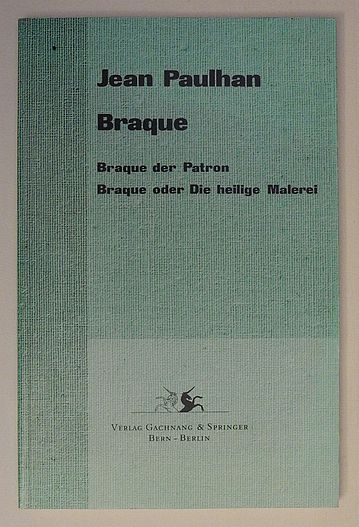 Jean Paulhan
Braque
Braque der Patron
Braque oder Die heilige Malerei
VERLAG GACHNANG & SPRINGER
BERN – BERLIN